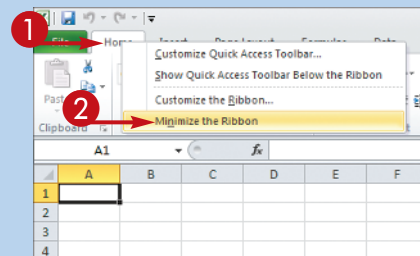 1
File Home Insert Page Layout Formulas Data
Customize Quick Access Toolbar...
Show Quick Access Toolbar Below the Ribbon
Customize the Ribbon...
2
Minimize the Ribbon
Clipboard
A1 fx
A B C D E F
1
2
3
4